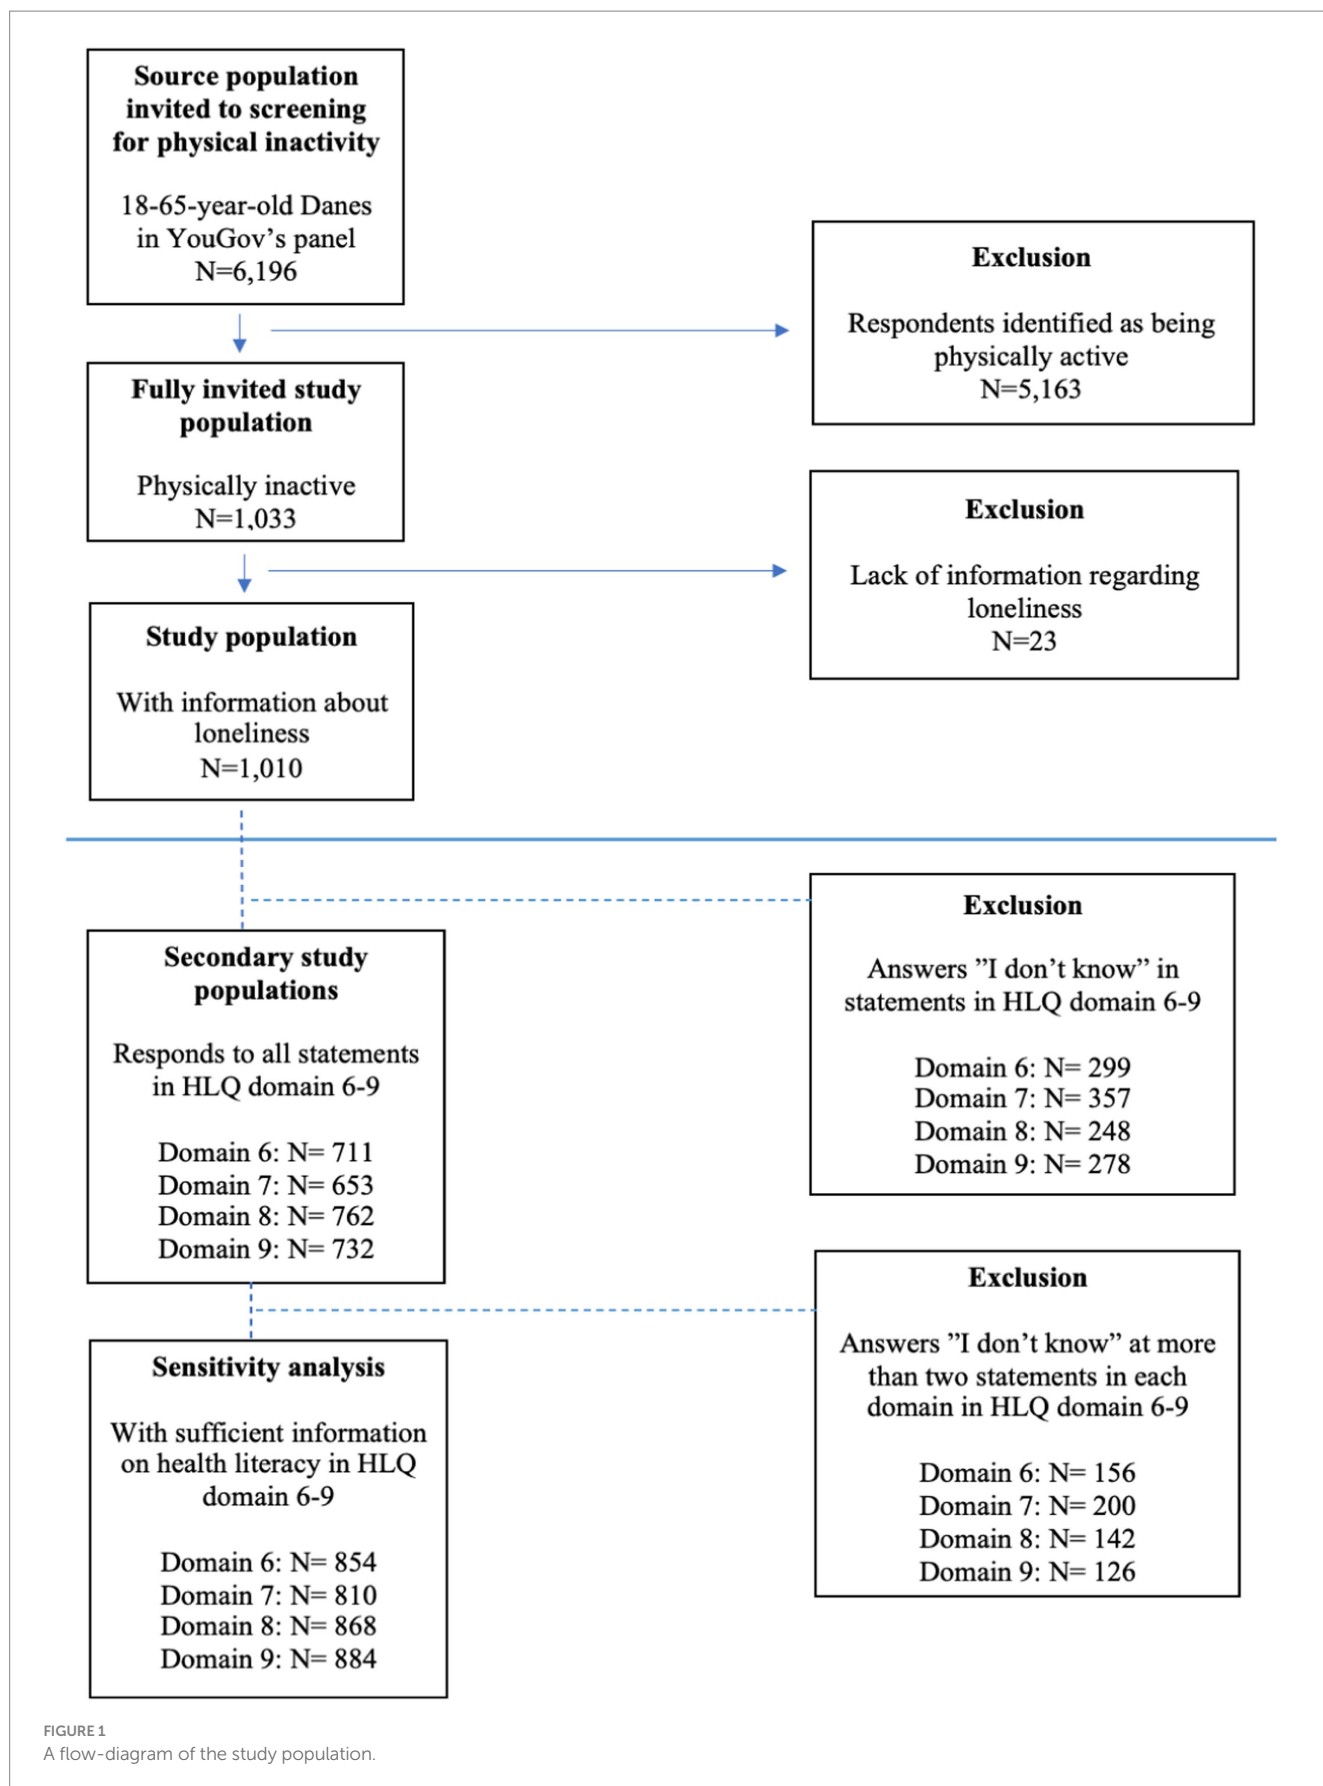 Source population
invited to screening
for physical inactivity
18-65-year-old Danes
in YouGov’s panel
N=6,196
Exclusion
Respondents identified as being
physically active
N=5,163
Fully invited study
population
Physically inactive
N=1,033
Exclusion
Lack of information regarding
loneliness
N=23
Study population
With information about
loneliness
N=1,010
Exclusion
Answers ”I don’t know” in
statements in HLQ domain 6-9
Domain 6: N= 299
Domain 7: N= 357
Domain 8: N= 248
Domain 9: N= 278
Secondary study
populations
Responds to all statements
in HLQ domain 6-9
Domain 6: N= 711
Domain 7: N= 653
Domain 8: N= 762
Domain 9: N= 732
Exclusion
Answers ”I don’t know” at more
than two statements in each
domain in HLQ domain 6-9
Domain 6: N= 156
Domain 7: N= 200
Domain 8: N= 142
Domain 9: N= 126
Sensitivity analysis
With sufficient information
on health literacy in HLQ
domain 6-9
Domain 6: N= 854
Domain 7: N= 810
Domain 8: N= 868
Domain 9: N= 884
FIGURE 1
A flow-diagram of the study population.